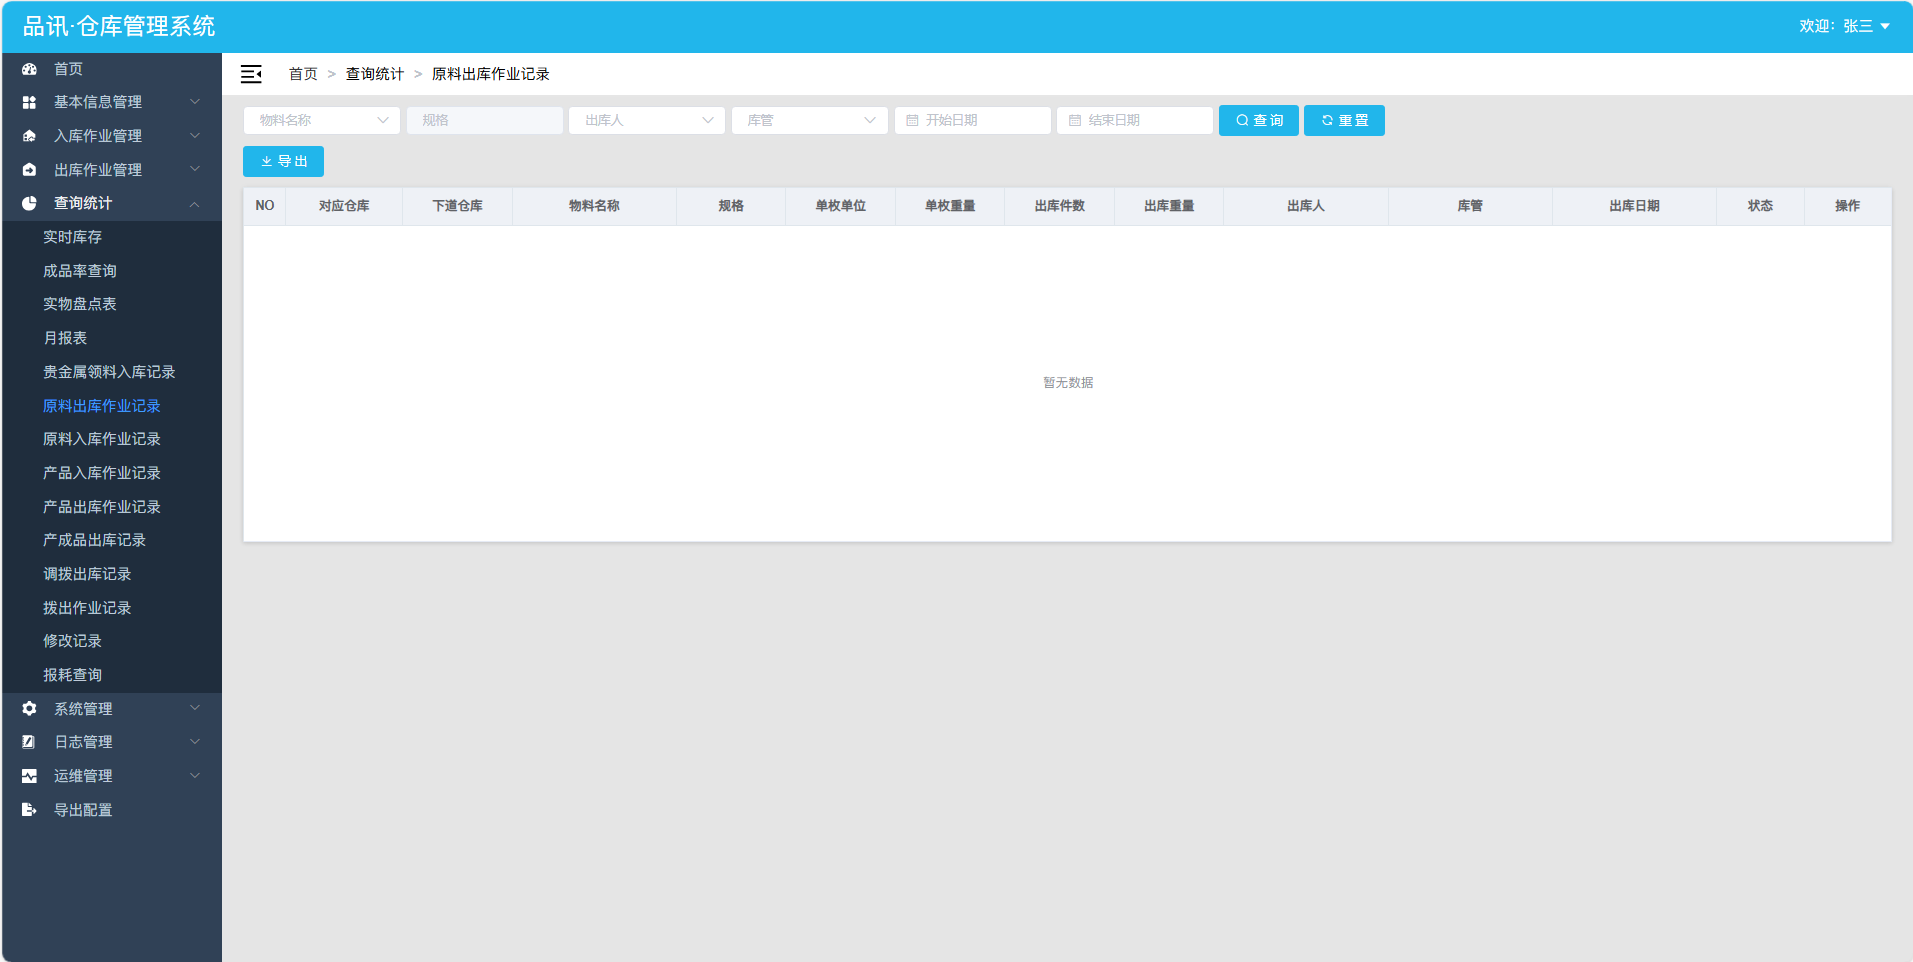 品讯·仓库管理系统
欢迎：张三
首页
基本信息管理
入库作业管理
出库作业管理
查询统计
实时库存
成品率查询
实物盘点表
月报表
贵金属领料入库记录
原料出库作业记录
原料入库作业记录
产品入库作业记录
产品出库作业记录
产成品出库记录
调拨出库记录
拨出作业记录
修改记录
报耗查询
系统管理
日志管理
运维管理
导出配置
首页 > 查询统计 > 原料出库作业记录
物料名称 规格 出库人 库管 开始日期 结束日期 查询 重置
导出
NO 对应仓库 下道仓库 物料名称 规格 单枚单位 单枚重量 出库件数 出库重量 出库人 库管 出库日期 状态 操作
暂无数据